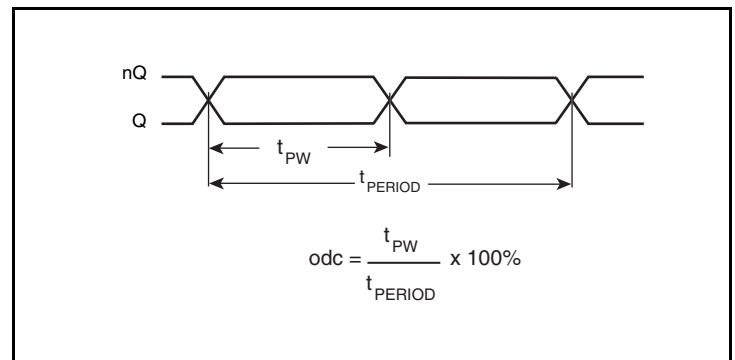 nQ
Q
tPW
tPERIOD
odc = tPW / tPERIOD x 100%